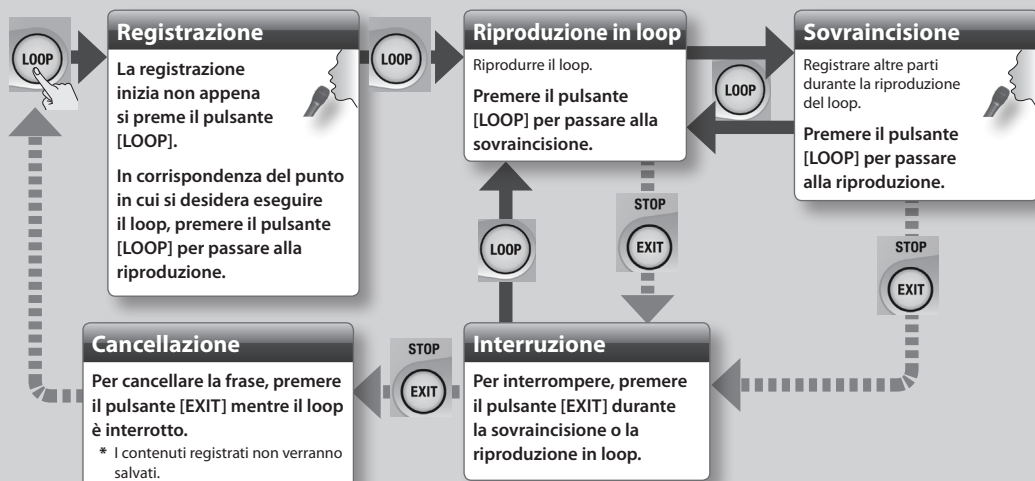 LOOP
Registrazione
La registrazione
inizia non appena
si preme il pulsante
[LOOP].
In corrispondenza del punto
in cui si desidera eseguire
il loop, premere il pulsante
[LOOP] per passare alla
riproduzione.
LOOP
Riproduzione in loop
Riprodurre il loop.
Premere il pulsante
[LOOP] per passare alla
sovraincisione.
LOOP
Sovraincisione
Registrare altre parti
durante la riproduzione
del loop.
Premere il pulsante
[LOOP] per passare
alla riproduzione.
LOOP
STOP
EXIT
STOP
EXIT
Cancellazione
Per cancellare la frase, premere
il pulsante [EXIT] mentre il loop
è interrotto.
* I contenuti registrati non verranno
salvati.
STOP
EXIT
Interruzione
Per interrompere, premere
il pulsante [EXIT] durante
la sovraincisione o la
riproduzione in loop.